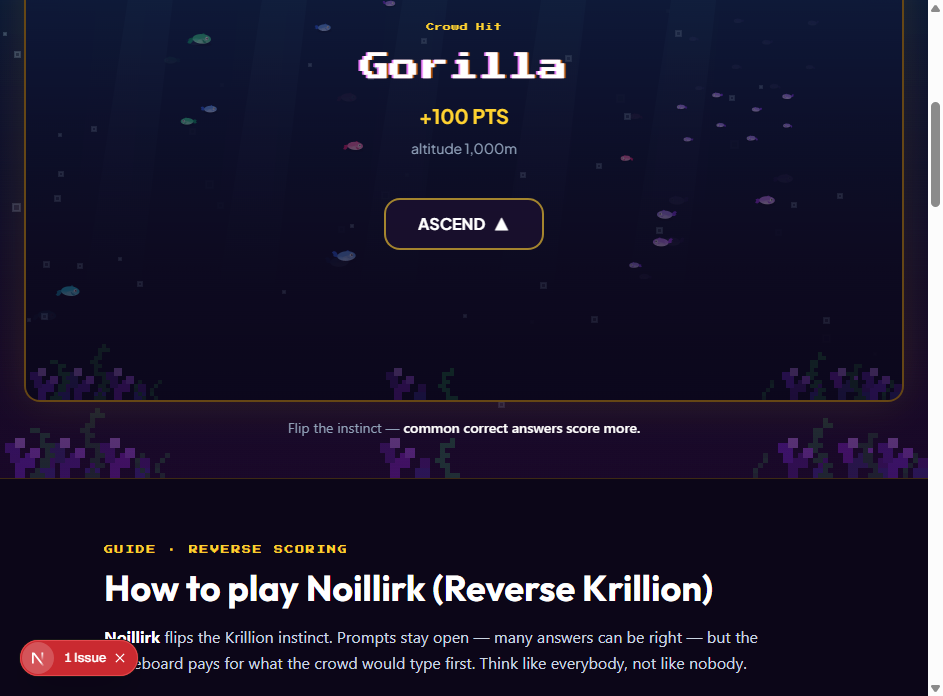 Crowd Hit
Gorilla
+100 PTS
altitude 1,000m
ASCEND ▲
Flip the instinct — common correct answers score more.
GUIDE · REVERSE SCORING
How to play Noillirk (Reverse Krillion)
Noillirk flips the Krillion instinct. Prompts stay open — many answers can be right — but the
eboard pays for what the crowd would type first. Think like everybody, not like nobody.
N 1 Issue ×